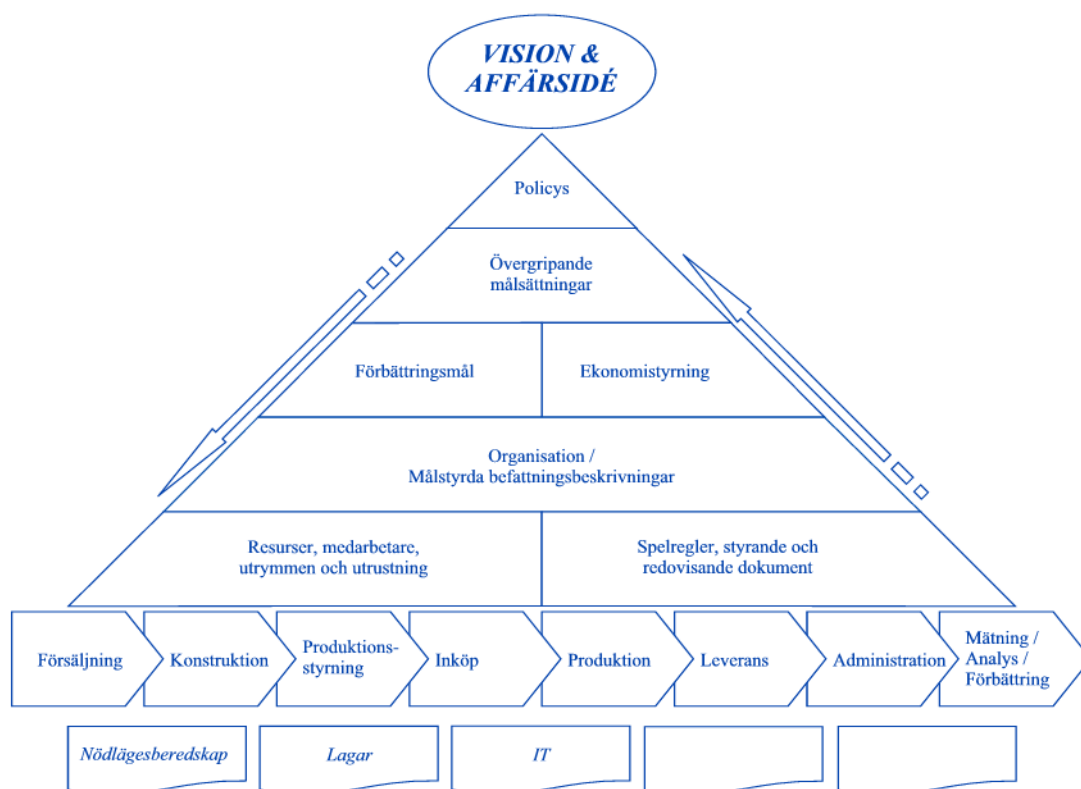 VISION &
AFFÄRSIDÉ
Policys
Övergripande
målsättningar
Förbättringsmål
Ekonomistyrning
Organisation /
Målstyrda befattningsbeskrivningar
Resurser, medarbetare,
utrymmen och utrustning
Spelregler, styrande och
redovisande dokument
Försäljning
Konstruktion
Produktions-
styrning
Inköp
Produktion
Leverans
Administration
Mätning /
Analys /
Förbättring
Nödlägesberedskap
Lagar
IT